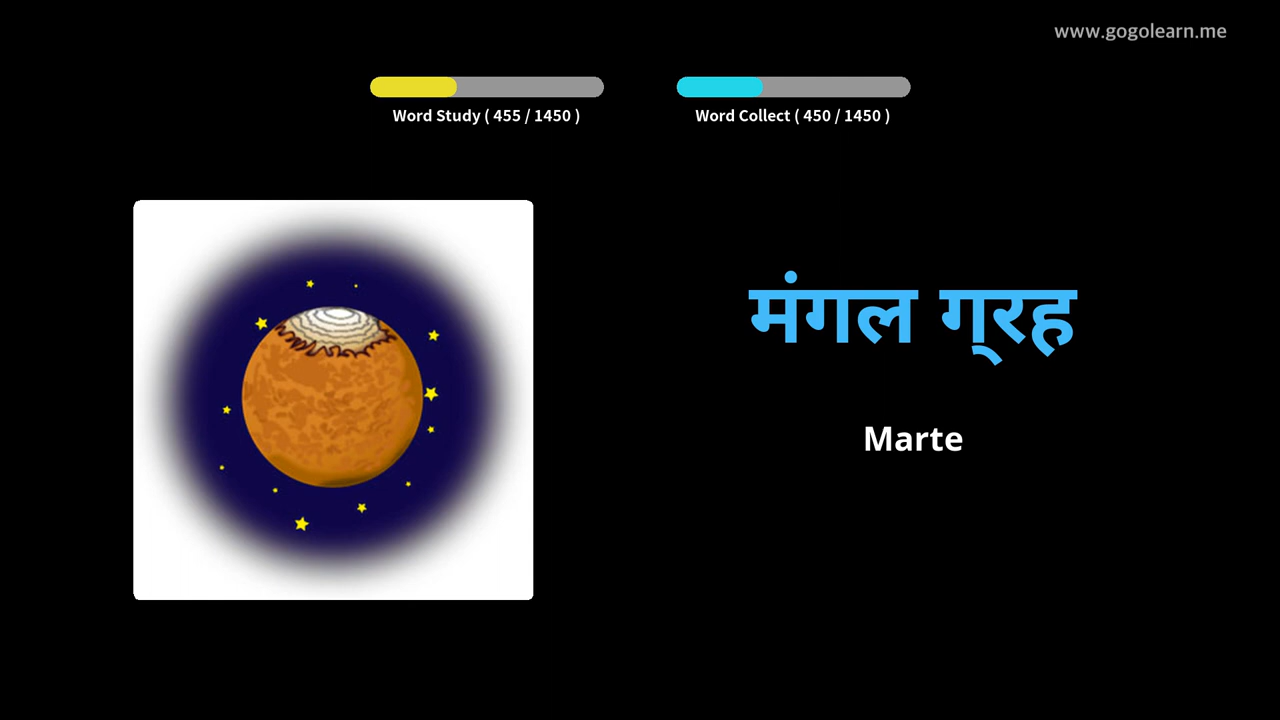 www.gogolearn.me
Word Study ( 455 / 1450 )
Word Collect ( 450 / 1450 )
मंगल ग्‌रह
Marte